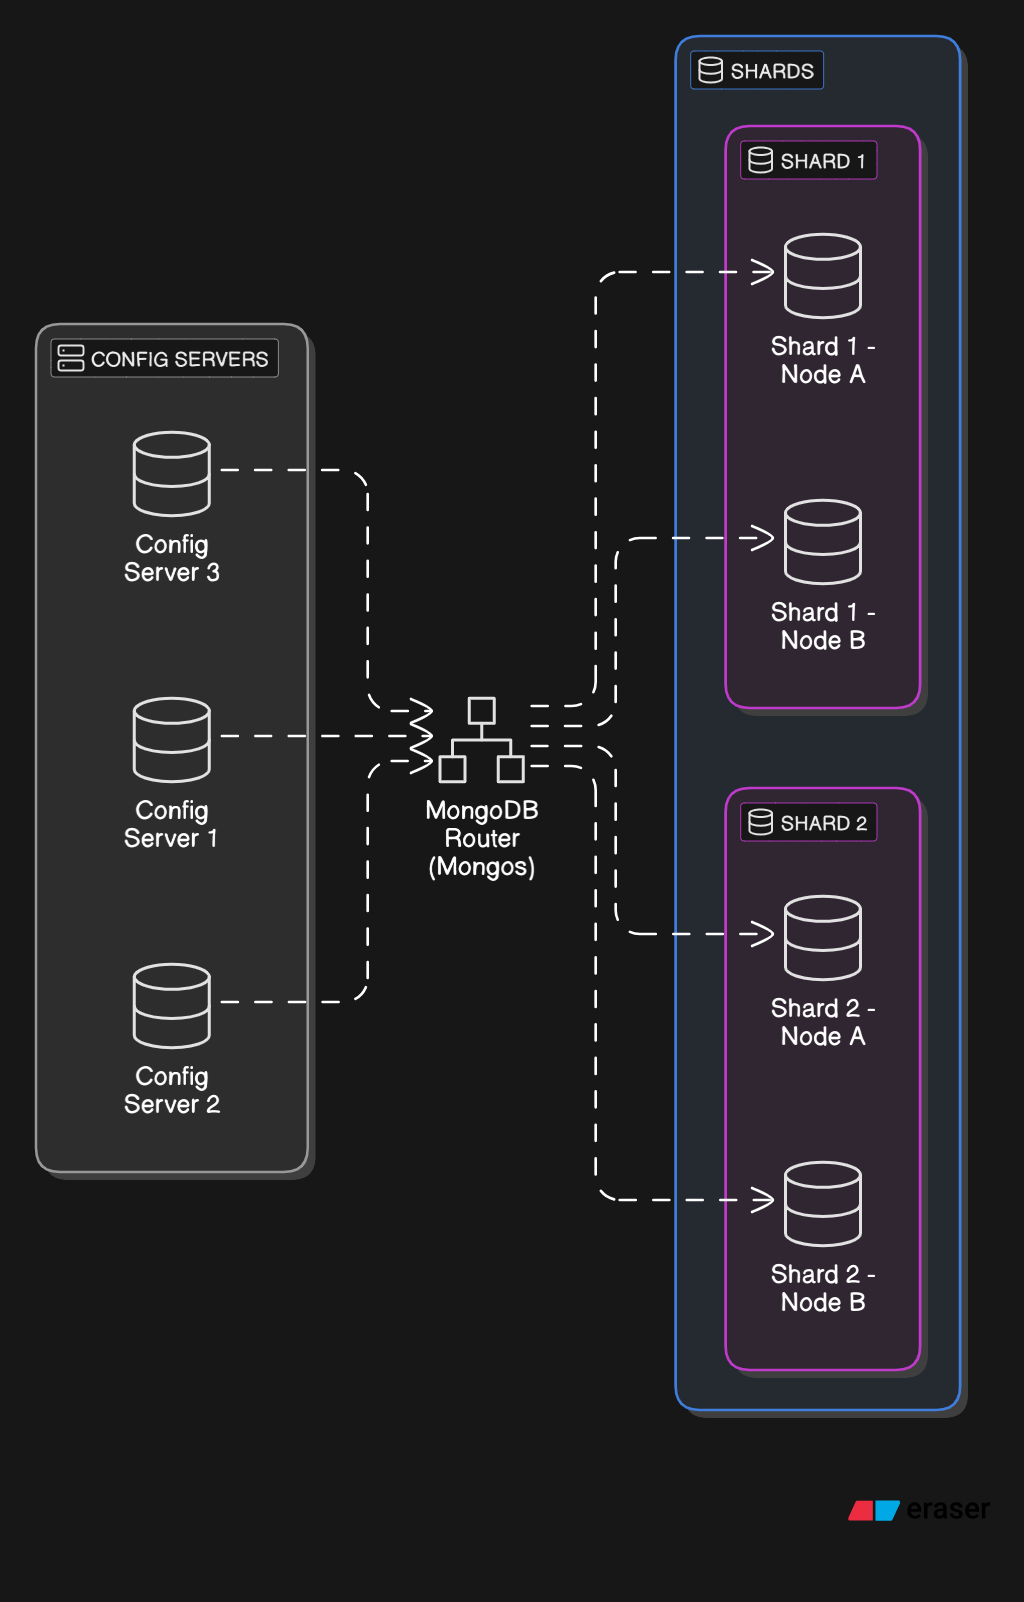 SHARDS
SHARD 1
Shard 1 -
Node A
Shard 1 -
Node B
CONFIG SERVERS
Config
Server 3
Config
Server 1
Config
Server 2
MongoDB
Router
(Mongos)
SHARD 2
Shard 2 -
Node A
Shard 2 -
Node B
eraser